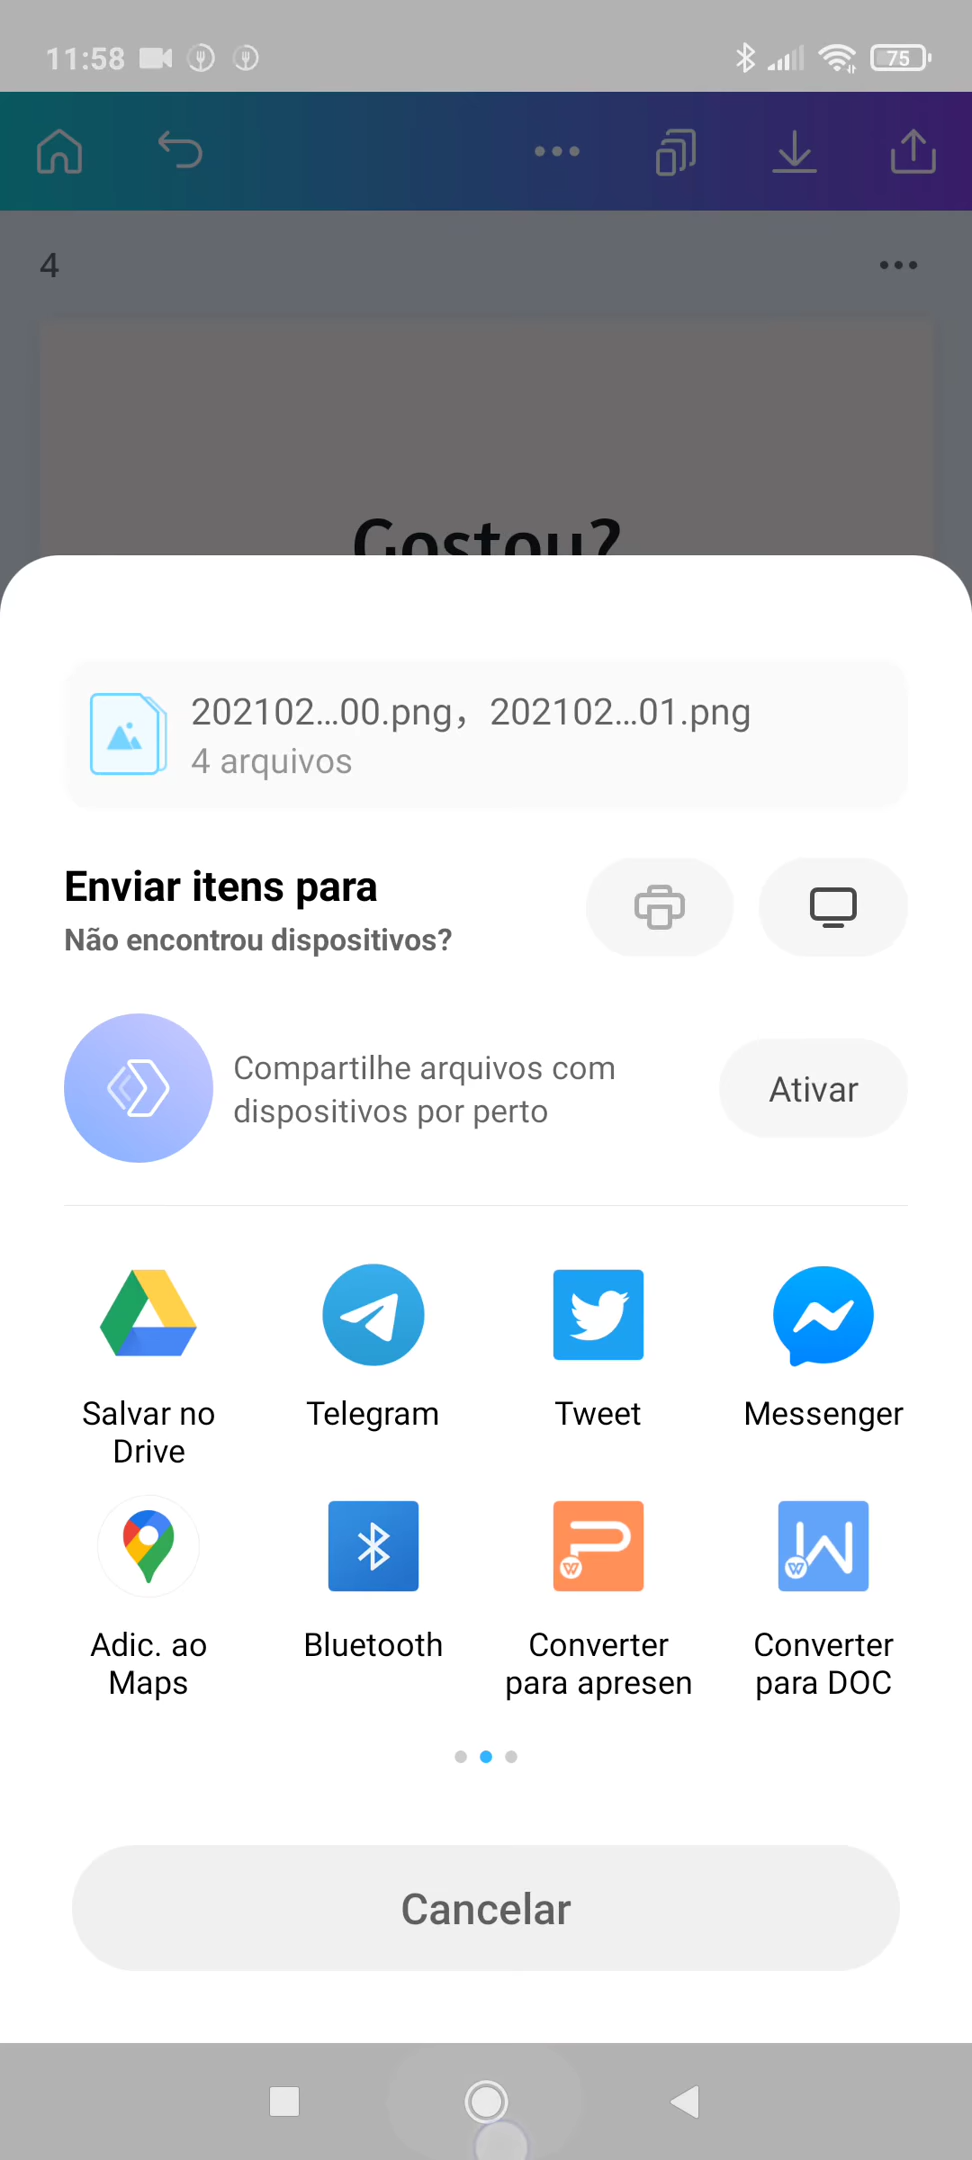 11:58
75
4
Gostou?
202102...00.png, 202102...01.png
4 arquivos
Enviar itens para
Não encontrou dispositivos?
Compartilhe arquivos com
dispositivos por perto
Ativar
Salvar no
Drive
Telegram
Tweet
Messenger
Adic. ao
Maps
Bluetooth
Converter
para apresen
Converter
para DOC
Cancelar